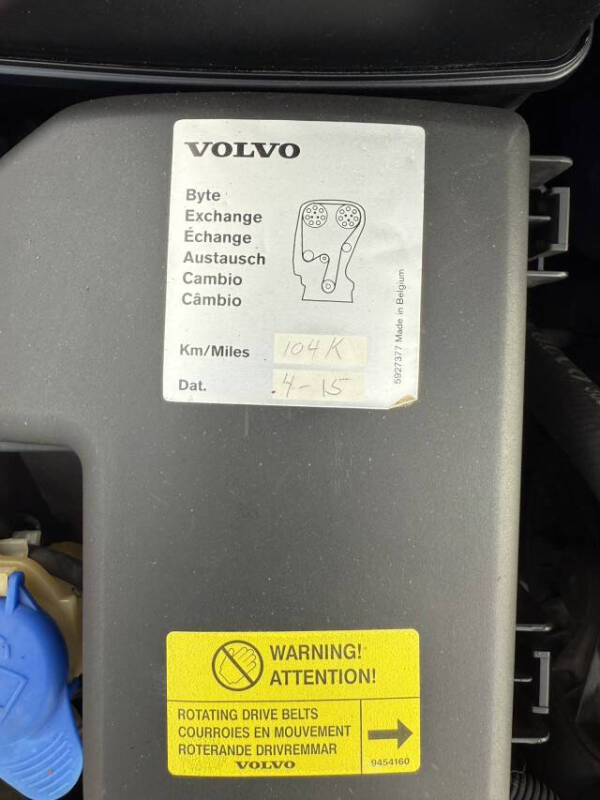 VOLVO
Byte
Exchange
Échange
Austausch
Cambio
Câmbio
Km/Miles 104K
Dat. 4-15
5927377 Made in Belgium
WARNING!
ATTENTION!
ROTATING DRIVE BELTS
COURROIES EN MOUVEMENT
ROTERANDE DRIVREMMAR
VOLVO
9454160